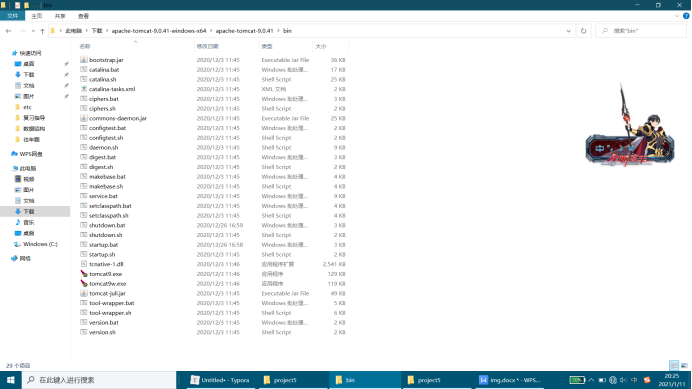 bin
文件 主页 共享 查看
此电脑 > 下载 > apache-tomcat-9.0.41-windows-x64 > apache-tomcat-9.0.41 > bin
搜索"bin"
名称 修改日期 类型 大小
快速访问
桌面
下载
文档
图片
etc
复习指导
数据结构
往年题
WPS网盘
此电脑
视频
图片
文档
下载
音乐
桌面
Windows (C:)
网络
bootstrap.jar 2020/12/3 11:45 Executable Jar File 36 KB
catalina.bat 2020/12/3 11:45 Windows 批处理... 17 KB
catalina.sh 2020/12/3 11:45 Shell Script 25 KB
catalina-tasks.xml 2020/12/3 11:45 XML 文档 2 KB
ciphers.bat 2020/12/3 11:45 Windows 批处理... 3 KB
ciphers.sh 2020/12/3 11:45 Shell Script 2 KB
commons-daemon.jar 2020/12/3 11:45 Executable Jar File 25 KB
configtest.bat 2020/12/3 11:45 Windows 批处理... 2 KB
configtest.sh 2020/12/3 11:45 Shell Script 2 KB
daemon.sh 2020/12/3 11:45 Shell Script 9 KB
digest.bat 2020/12/3 11:45 Windows 批处理... 3 KB
digest.sh 2020/12/3 11:45 Shell Script 2 KB
makebase.bat 2020/12/3 11:45 Windows 批处理... 4 KB
makebase.sh 2020/12/3 11:45 Shell Script 4 KB
service.bat 2020/12/3 11:45 Windows 批处理... 9 KB
setclasspath.bat 2020/12/3 11:45 Windows 批处理... 4 KB
setclasspath.sh 2020/12/3 11:45 Shell Script 4 KB
shutdown.bat 2020/12/26 16:59 Windows 批处理... 3 KB
shutdown.sh 2020/12/3 11:45 Shell Script 2 KB
startup.bat 2020/12/26 16:58 Windows 批处理... 3 KB
startup.sh 2020/12/3 11:45 Shell Script 2 KB
tcnative-1.dll 2020/12/3 11:46 应用程序扩展 2,541 KB
tomcat9.exe 2020/12/3 11:46 应用程序 129 KB
tomcat9w.exe 2020/12/3 11:46 应用程序 119 KB
tomcat-juli.jar 2020/12/3 11:45 Executable Jar File 49 KB
tool-wrapper.bat 2020/12/3 11:45 Windows 批处理... 5 KB
tool-wrapper.sh 2020/12/3 11:45 Shell Script 6 KB
version.bat 2020/12/3 11:45 Windows 批处理... 2 KB
version.sh 2020/12/3 11:45 Shell Script 2 KB
中
29 个项目
在此键入进行搜索
Untitled• - Typora
project5
bin
project5
img.docx * - WPS...
中
20:25
2021/1/11